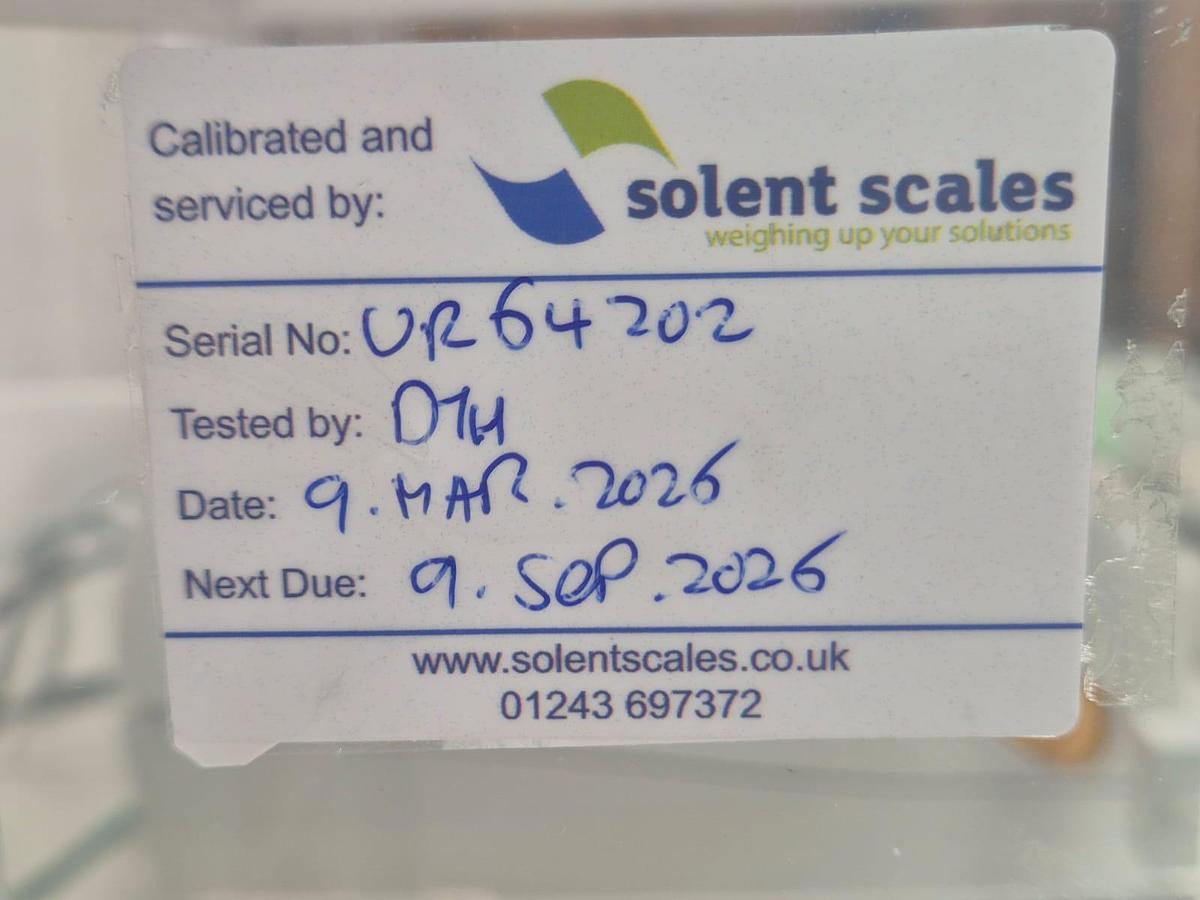 Calibrated and
serviced by:
solent scales
weighing up your solutions
Serial No: UR64202
Tested by: DTH
Date: 9.MAR.2026
Next Due: 9.SEP.2026
www.solentscales.co.uk
01243 697372